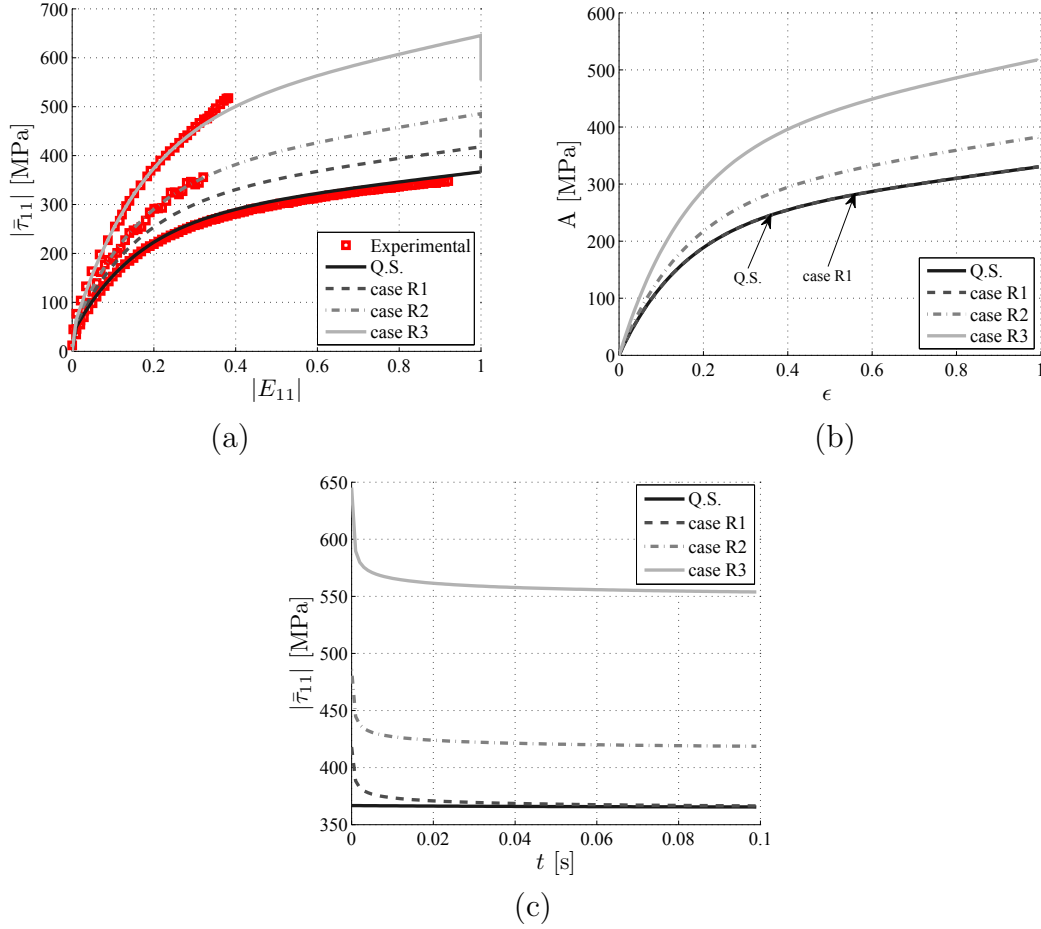 700
600
500
400
300
200
100
0
|τ̄₁₁| [MPa]
0
0.2
0.4
0.6
0.8
1
|E₁₁|
Experimental
Q.S.
case R1
case R2
case R3
(a)
600
500
400
300
200
100
0
A [MPa]
0
0.2
0.4
0.6
0.8
1
ϵ
Q.S.
case R1
Q.S.
case R1
case R2
case R3
(b)
650
600
550
500
450
400
350
|τ̄₁₁| [MPa]
0
0.02
0.04
0.06
0.08
0.1
t [s]
Q.S.
case R1
case R2
case R3
(c)